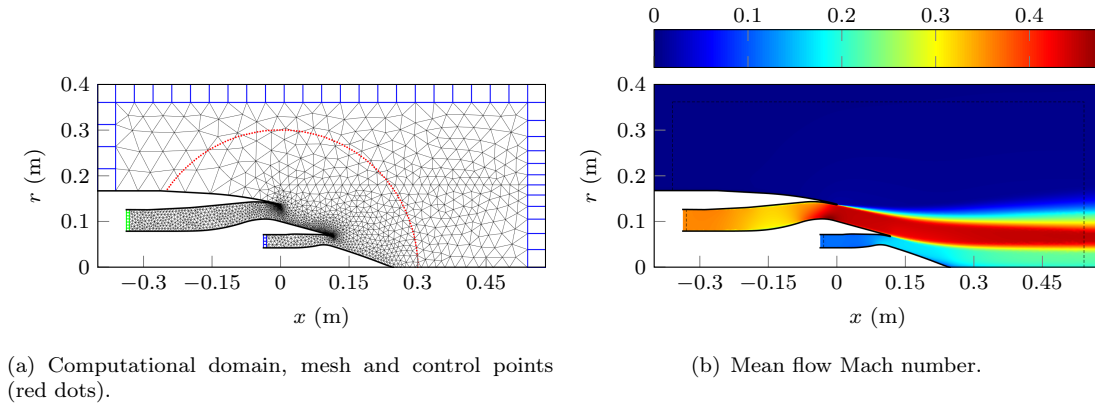 0 0.1 0.2 0.3 0.4
0.4
0.3
0.2
0.1
0
r (m)
−0.3 −0.15 0 0.15 0.3 0.45
x (m)
0.4
0.3
0.2
0.1
0
r (m)
−0.3 −0.15 0 0.15 0.3 0.45
x (m)
(a) Computational domain, mesh and control points
(red dots).
(b) Mean flow Mach number.